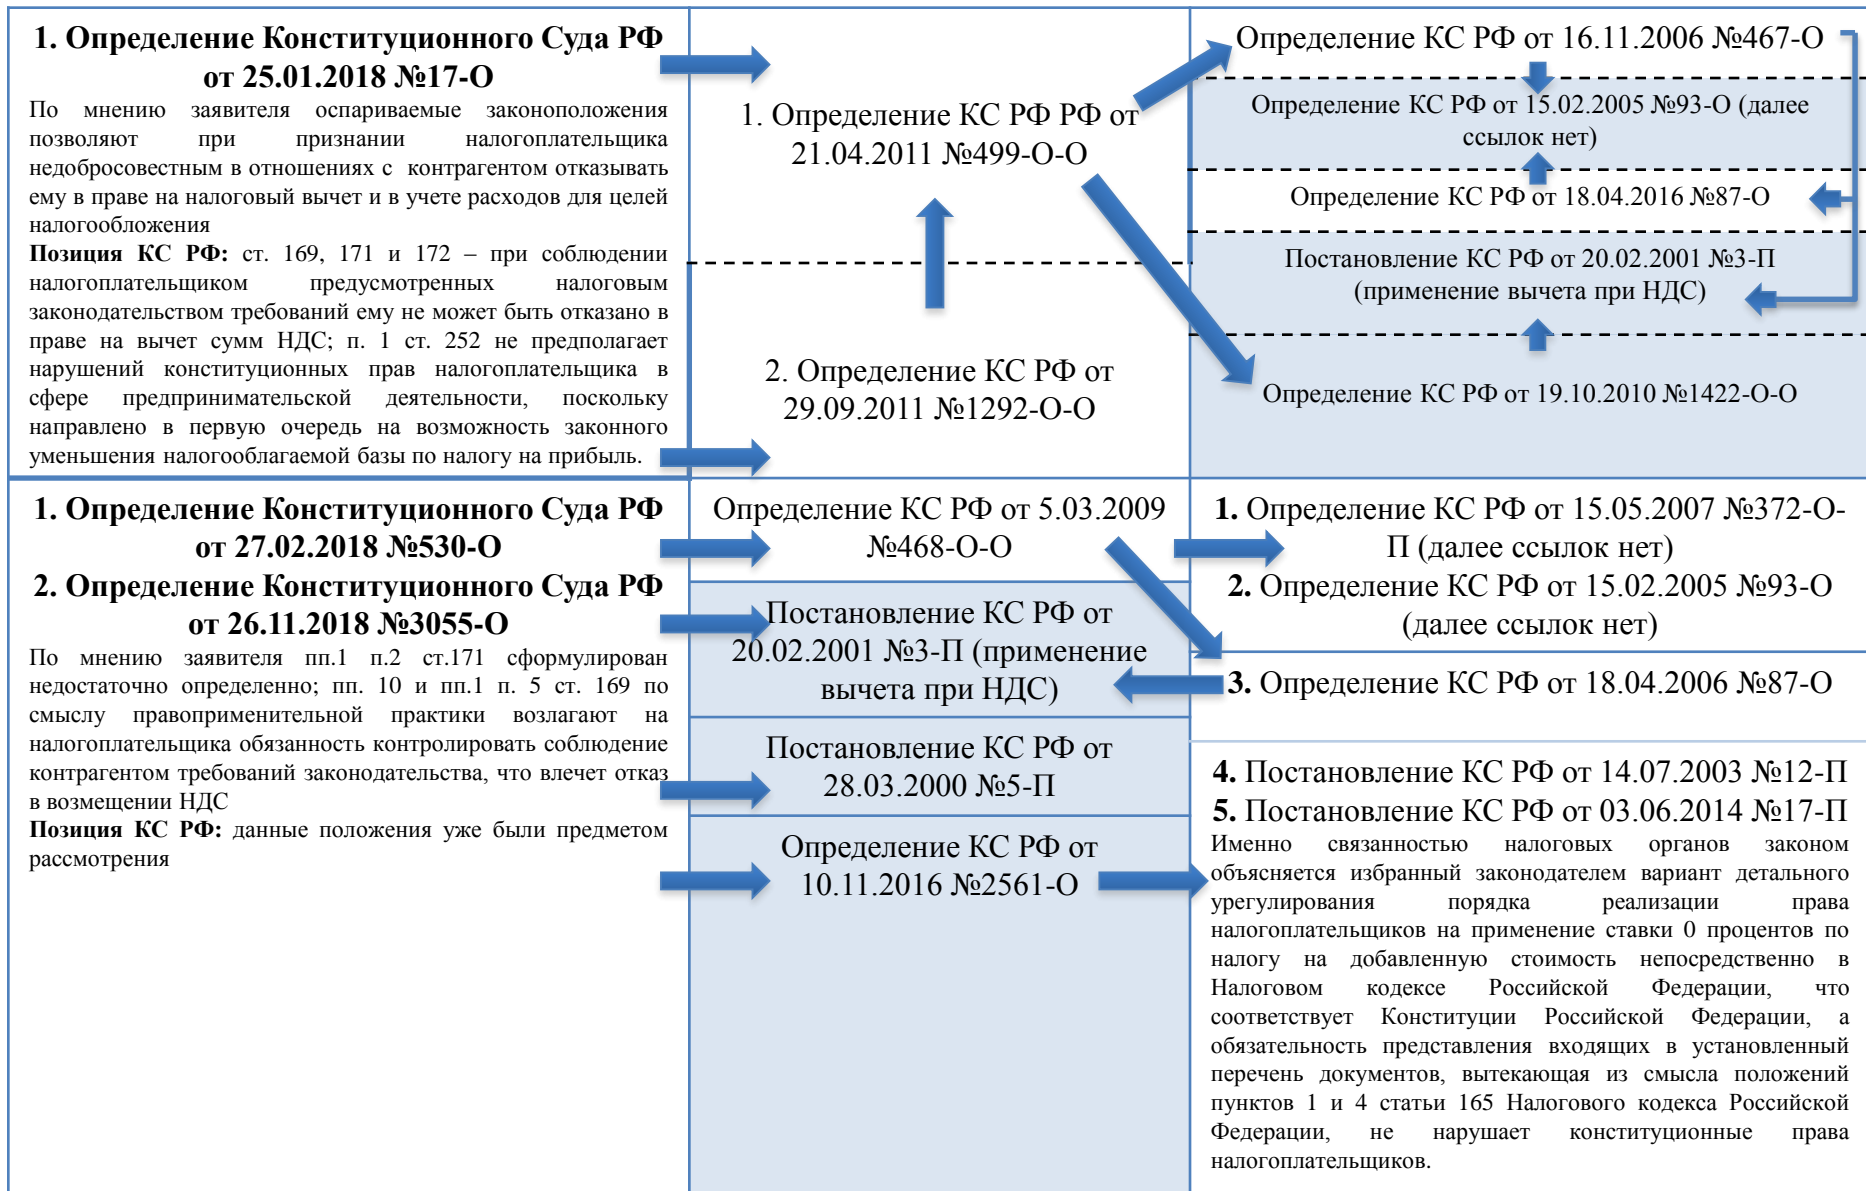 1. Определение Конституционного Суда РФ
от 25.01.2018 №17-О
По мнению заявителя оспариваемые законоположения
позволяют при признании налогоплательщика
недобросовестным в отношениях с контрагентом отказывать
ему в праве на налоговый вычет и в учете расходов для целей
налогообложения
Позиция КС РФ: ст. 169, 171 и 172 – при соблюдении
налогоплательщиком предусмотренных налоговым
законодательством требований ему не может быть отказано в
праве на вычет сумм НДС; п. 1 ст. 252 не предполагает
нарушений конституционных прав налогоплательщика в
сфере предпринимательской деятельности, поскольку
направлено в первую очередь на возможность законного
уменьшения налогооблагаемой базы по налогу на прибыль.
1. Определение КС РФ РФ от
21.04.2011 №499-О-О
2. Определение КС РФ от
29.09.2011 №1292-О-О
Определение КС РФ от 16.11.2006 №467-О
Определение КС РФ от 15.02.2005 №93-О (далее
ссылок нет)
Определение КС РФ от 18.04.2016 №87-О
Постановление КС РФ от 20.02.2001 №3-П
(применение вычета при НДС)
Определение КС РФ от 19.10.2010 №1422-О-О
1. Определение Конституционного Суда РФ
от 27.02.2018 №530-О
2. Определение Конституционного Суда РФ
от 26.11.2018 №3055-О
По мнению заявителя пп.1 п.2 ст.171 сформулирован
недостаточно определенно; пп. 10 и пп.1 п. 5 ст. 169 по
смыслу правоприменительной практики возлагают на
налогоплательщика обязанность контролировать соблюдение
контрагентом требований законодательства, что влечет отказ
в возмещении НДС
Позиция КС РФ: данные положения уже были предметом
рассмотрения
Определение КС РФ от 5.03.2009
№468-О-О
Постановление КС РФ от
20.02.2001 №3-П (применение
вычета при НДС)
Постановление КС РФ от
28.03.2000 №5-П
Определение КС РФ от
10.11.2016 №2561-О
1. Определение КС РФ от 15.05.2007 №372-О-
П (далее ссылок нет)
2. Определение КС РФ от 15.02.2005 №93-О
(далее ссылок нет)
3. Определение КС РФ от 18.04.2006 №87-О
4. Постановление КС РФ от 14.07.2003 №12-П
5. Постановление КС РФ от 03.06.2014 №17-П
Именно связанностью налоговых органов законом
объясняется избранный законодателем вариант детального
урегулирования порядка реализации права
налогоплательщиков на применение ставки 0 процентов по
налогу на добавленную стоимость непосредственно в
Налоговом кодексе Российской Федерации, что
соответствует Конституции Российской Федерации, а
обязательность представления входящих в установленный
перечень документов, вытекающая из смысла положений
пунктов 1 и 4 статьи 165 Налогового кодекса Российской
Федерации, не нарушает конституционные права
налогоплательщиков.